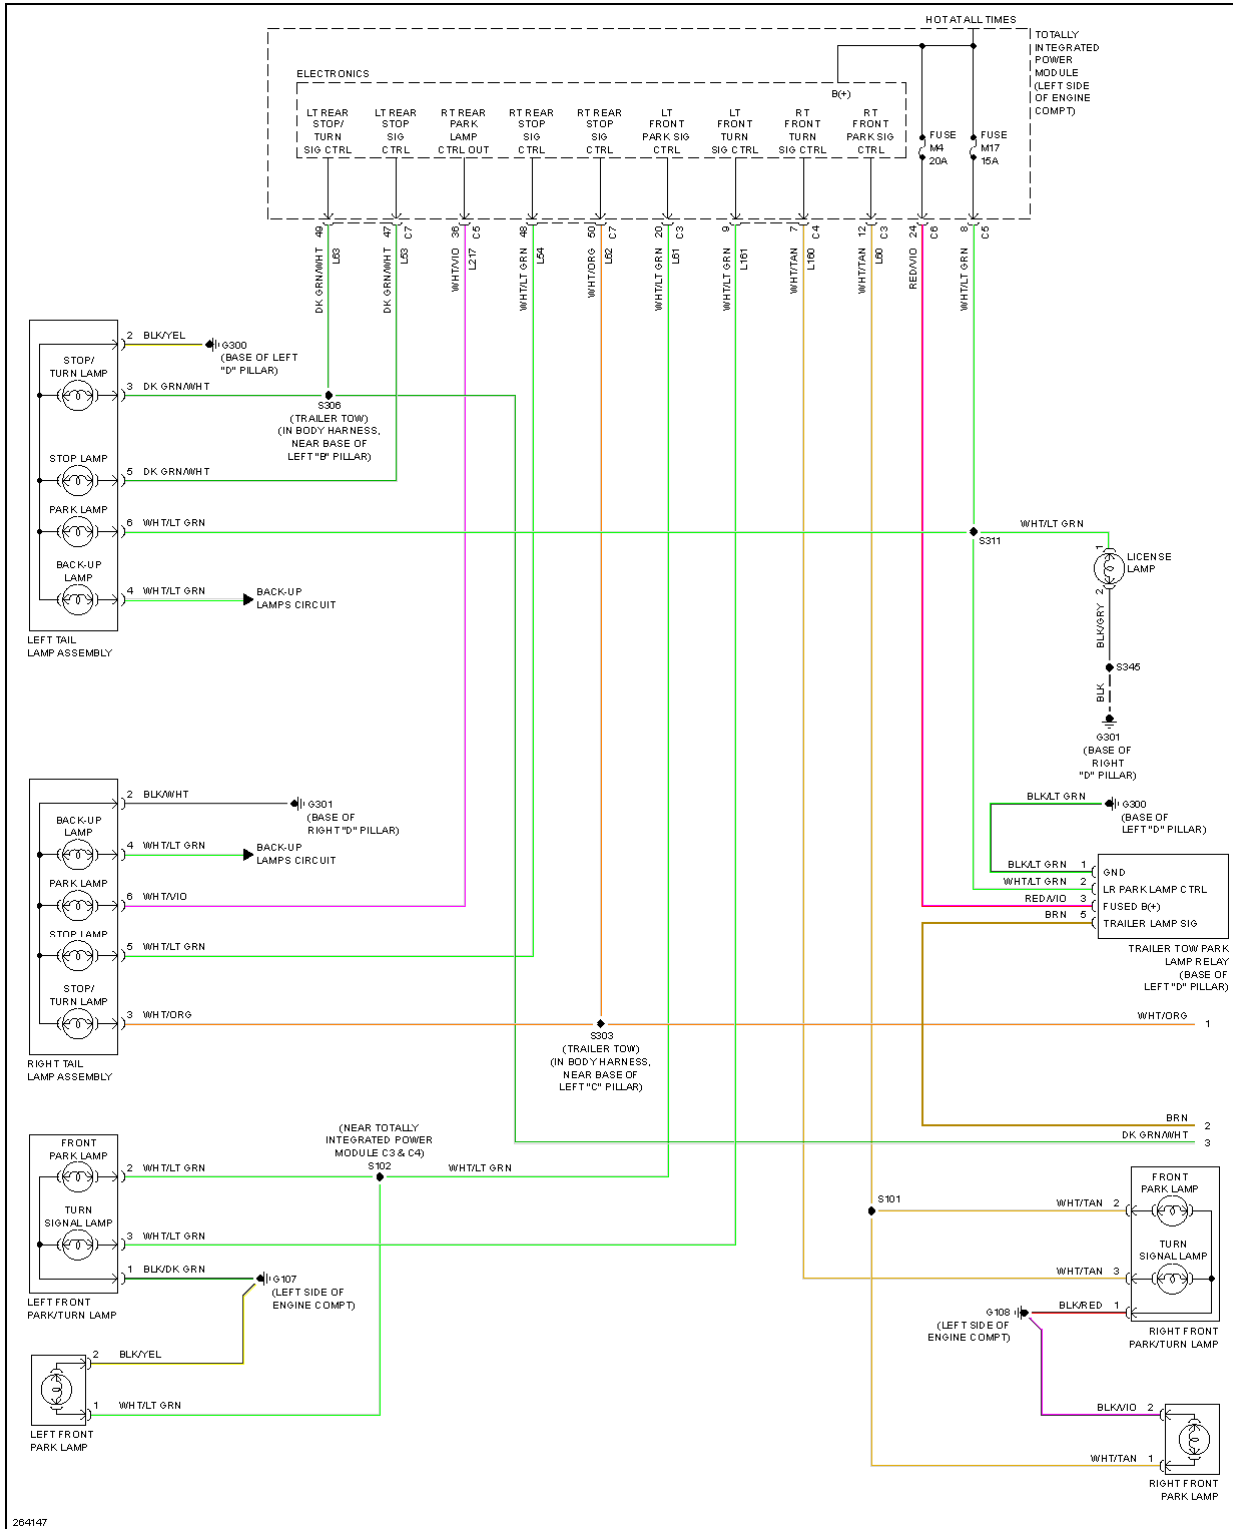 HOT AT ALL TIMES
TOTALLY
INTEGRATED
POWER
MODULE
(LEFT SIDE
OF ENGINE
COMPT)
ELECTRONICS
B(+)
LT REAR
STOP/
TURN
SIG CTRL
LT REAR
STOP
SIG
CTRL
RT REAR
PARK
LAMP
CTRL OUT
RT REAR
STOP
SIG
CTRL
RT REAR
STOP
SIG
CTRL
LT
FRONT
PARK SIG
CTRL
LT
FRONT
TURN
SIG CTRL
RT
FRONT
TURN
SIG CTRL
RT
FRONT
PARK SIG
CTRL
FUSE
M4
20A
FUSE
M17
15A
49
47
C7
36
C5
48
50
C7
20
C3
9
7
C4
12
C3
24
C6
8
C5
DK GRN/WHT
L63
DK GRN/WHT
L53
WHT/VIO
L217
WHT/LT GRN
L54
WHT/ORG
L62
WHT/LT GRN
L61
WHT/LT GRN
L161
WHT/TAN
L160
WHT/TAN
L60
RED/VIO
WHT/LT GRN
2 BLK/YEL
G300
(BASE OF LEFT
"D" PILLAR)
STOP/
TURN LAMP
3 DK GRN/WHT
S306
(TRAILER TOW)
(IN BODY HARNESS,
NEAR BASE OF
LEFT "B" PILLAR)
STOP LAMP
5 DK GRN/WHT
PARK LAMP
6 WHT/LT GRN
BACK-UP
LAMP
4 WHT/LT GRN
BACK-UP
LAMPS CIRCUIT
LEFT TAIL
LAMP ASSEMBLY
WHT/LT GRN
S311
1
LICENSE
LAMP
2
BLK/GRY
S345
BLK
G301
(BASE OF
RIGHT
"D" PILLAR)
2 BLK/WHT
G301
(BASE OF
RIGHT "D" PILLAR)
BACK-UP
LAMP
4 WHT/LT GRN
BACK-UP
LAMPS CIRCUIT
PARK LAMP
6 WHT/VIO
STOP LAMP
5 WHT/LT GRN
STOP/
TURN LAMP
3 WHT/ORG
RIGHT TAIL
LAMP ASSEMBLY
S303
(TRAILER TOW)
(IN BODY HARNESS,
NEAR BASE OF
LEFT "C" PILLAR)
BLK/LT GRN
G300
(BASE OF
LEFT "D" PILLAR)
BLK/LT GRN 1 GND
WHT/LT GRN 2 LR PARK LAMP CTRL
RED/VIO 3 FUSED B(+)
BRN 5 TRAILER LAMP SIG
TRAILER TOW PARK
LAMP RELAY
(BASE OF
LEFT "D" PILLAR)
WHT/ORG 1
BRN 2
DK GRN/WHT 3
(NEAR TOTALLY
INTEGRATED POWER
MODULE C3 & C4)
S102
WHT/LT GRN
FRONT
PARK LAMP
2 WHT/LT GRN
TURN
SIGNAL LAMP
3 WHT/LT GRN
1 BLK/DK GRN
G107
(LEFT SIDE OF
ENGINE COMPT)
LEFT FRONT
PARK/TURN LAMP
2 BLK/YEL
1 WHT/LT GRN
LEFT FRONT
PARK LAMP
S101
WHT/TAN 2
FRONT
PARK LAMP
TURN
SIGNAL LAMP
WHT/TAN 3
BLK/RED 1
G108
(LEFT SIDE OF
ENGINE COMPT)
RIGHT FRONT
PARK/TURN LAMP
BLK/VIO 2
WHT/TAN 1
RIGHT FRONT
PARK LAMP
264147